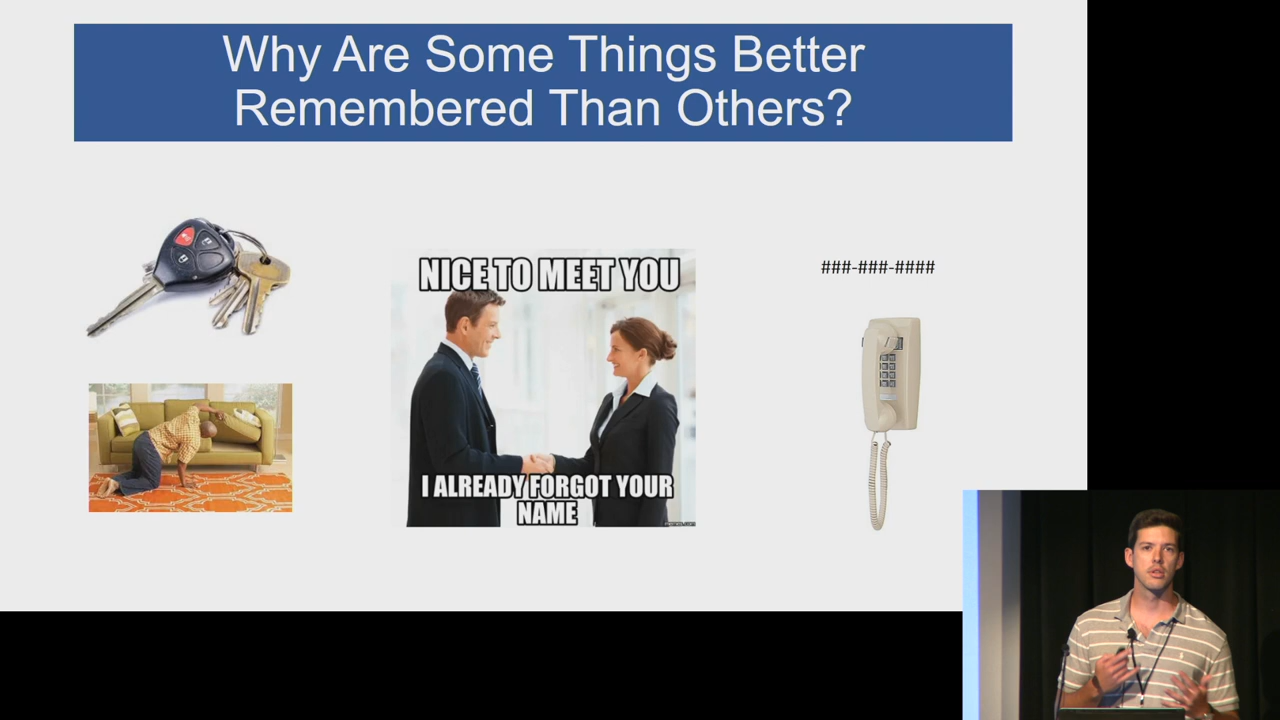 Why Are Some Things Better
Remembered Than Others?
NICE TO MEET YOU
###-###-####
I ALREADY FORGOT YOUR
NAME